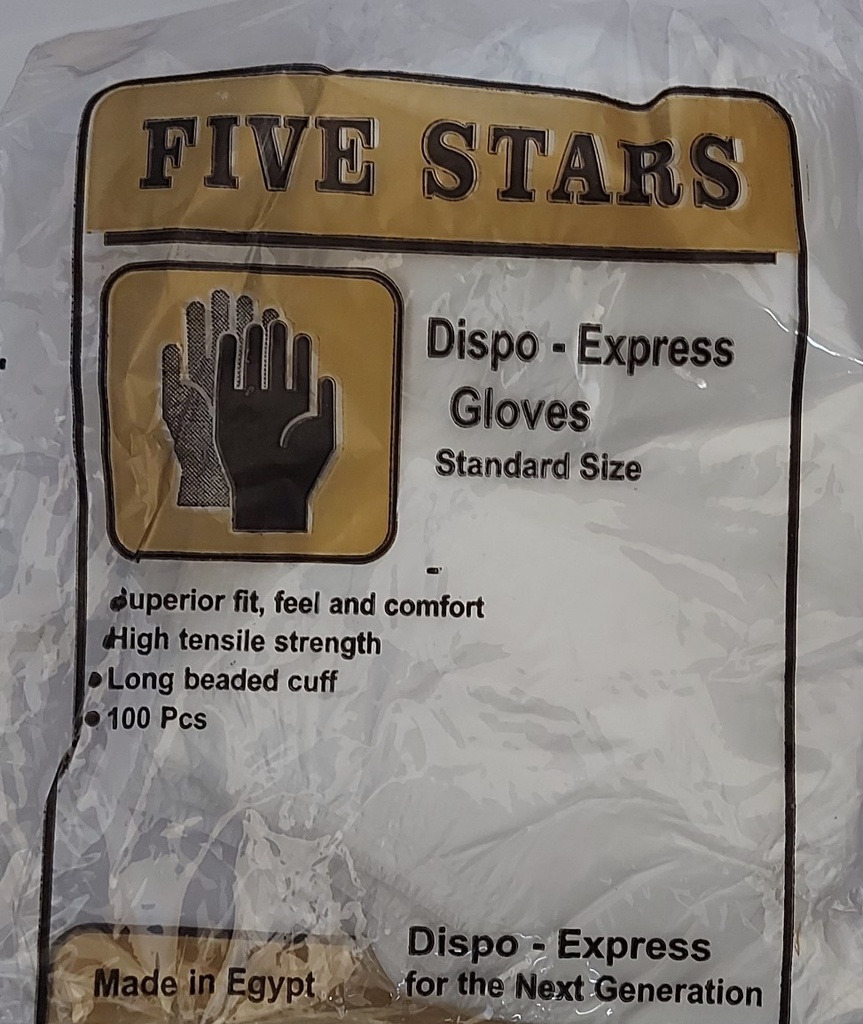 FIVE STARS
Dispo - Express
Gloves
Standard Size
Superior fit, feel and comfort
High tensile strength
• Long beaded cuff
• 100 Pcs
Made in Egypt
Dispo - Express
for the Next Generation